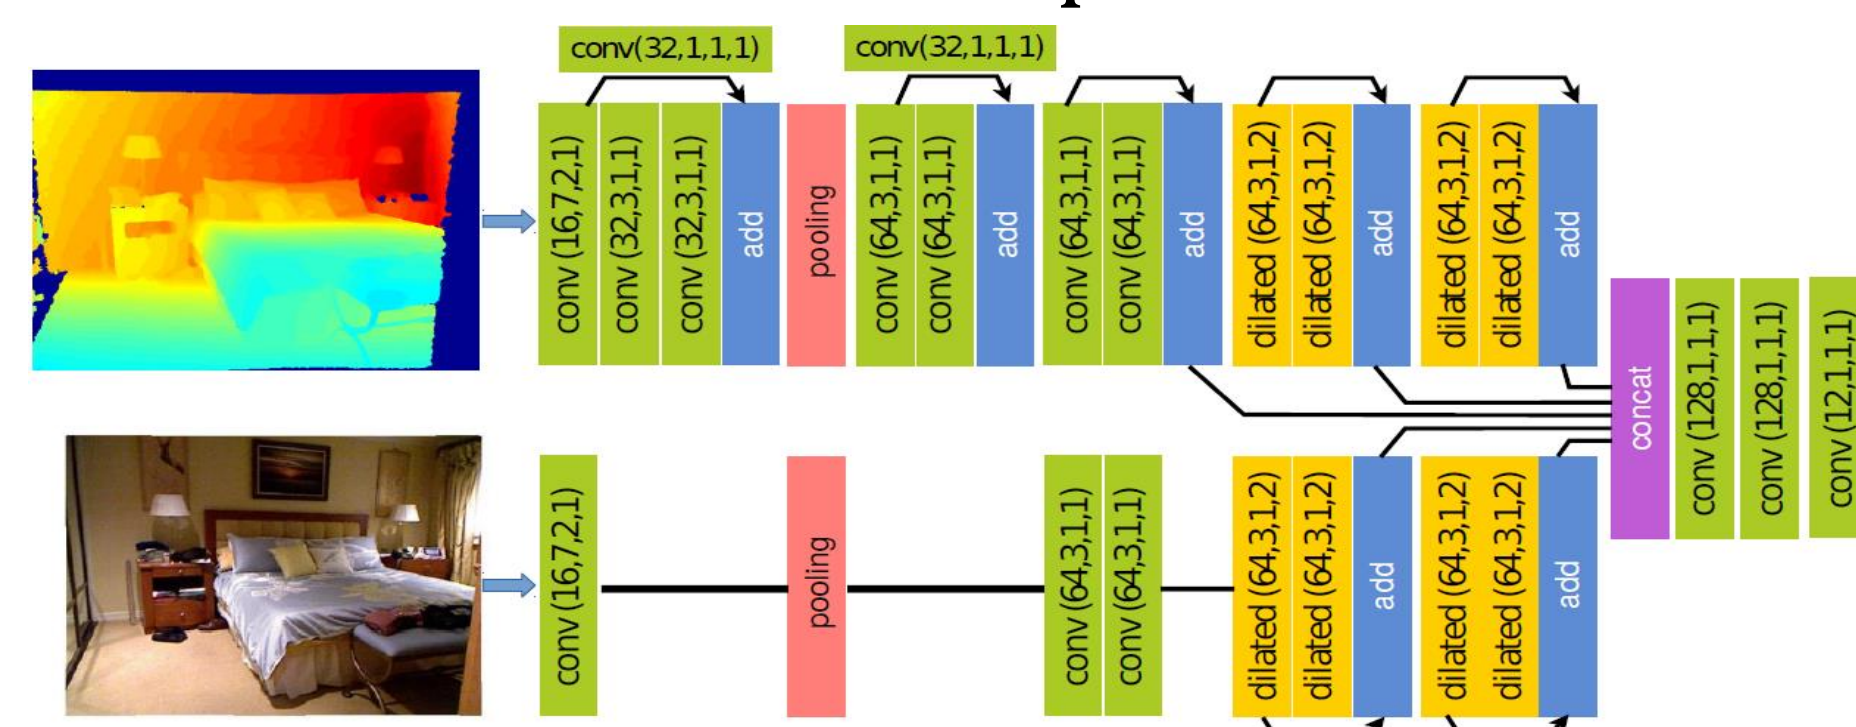 conv(32,1,1,1)
conv(32,1,1,1)
conv (16,7,2,1)
conv (32,3,1,1)
conv (32,3,1,1)
add
pooling
conv (64,3,1,1)
conv (64,3,1,1)
add
conv (64,3,1,1)
conv (64,3,1,1)
add
dilated (64,3,1,2)
dilated (64,3,1,2)
add
dilated (64,3,1,2)
dilated (64,3,1,2)
add
concat
conv (128,1,1,1)
conv (128,1,1,1)
conv (12,1,1,1)
conv (16,7,2,1)
pooling
conv (64,3,1,1)
conv (64,3,1,1)
dilated (64,3,1,2)
dilated (64,3,1,2)
add
dilated (64,3,1,2)
dilated (64,3,1,2)
add